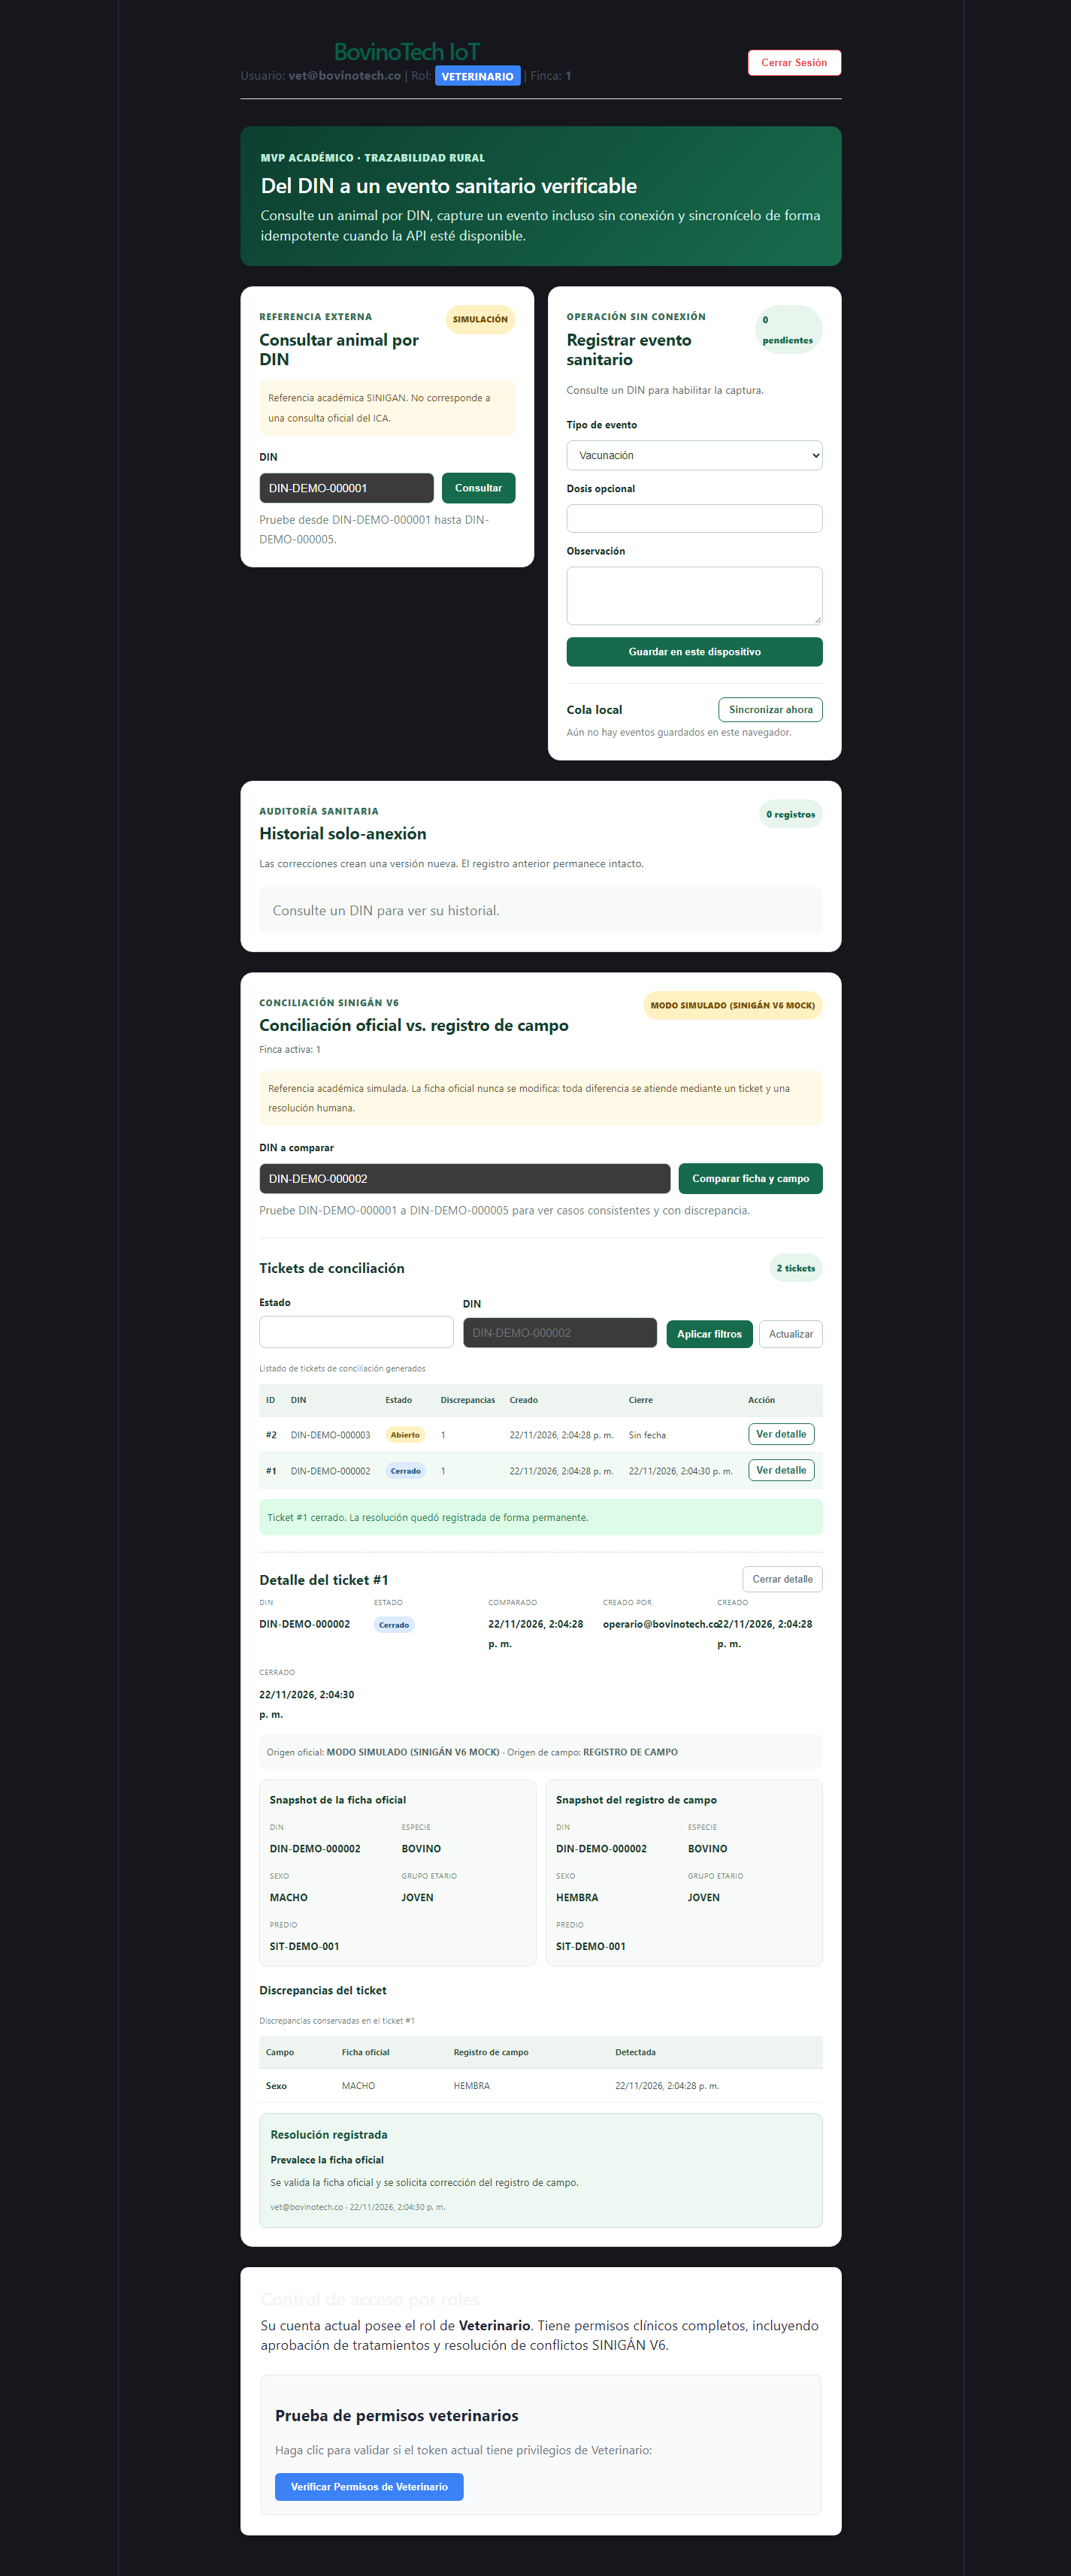 BovinoTech IoT
Usuario: vet@bovinotech.co | Rol: VETERINARIO | Finca: 1
Cerrar Sesión
MVP ACADÉMICO · TRAZABILIDAD RURAL
Del DIN a un evento sanitario verificable
Consulte un animal por DIN, capture un evento incluso sin conexión y sincronícelo de forma
idempotente cuando la API esté disponible.
REFERENCIA EXTERNA
SIMULACIÓN
Consultar animal por
DIN
Referencia académica SINIGAN. No corresponde a
una consulta oficial del ICA.
DIN
DIN-DEMO-000001
Consultar
Pruebe desde DIN-DEMO-000001 hasta DIN-
DEMO-000005.
OPERACIÓN SIN CONEXIÓN
0
pendientes
Registrar evento
sanitario
Consulte un DIN para habilitar la captura.
Tipo de evento
Vacunación
Dosis opcional
Observación
Guardar en este dispositivo
Cola local
Sincronizar ahora
Aún no hay eventos guardados en este navegador.
AUDITORÍA SANITARIA
0 registros
Historial solo-anexión
Las correcciones crean una versión nueva. El registro anterior permanece intacto.
Consulte un DIN para ver su historial.
CONCILIACIÓN SINIGÁN V6
MODO SIMULADO (SINIGÁN V6 MOCK)
Conciliación oficial vs. registro de campo
Finca activa: 1
Referencia académica simulada. La ficha oficial nunca se modifica: toda diferencia se atiende mediante un ticket y una
resolución humana.
DIN a comparar
DIN-DEMO-000002
Comparar ficha y campo
Pruebe DIN-DEMO-000001 a DIN-DEMO-000005 para ver casos consistentes y con discrepancia.
Tickets de conciliación
2 tickets
Estado
DIN
DIN-DEMO-000002
Aplicar filtros
Actualizar
Listado de tickets de conciliación generados
ID DIN Estado Discrepancias Creado Cierre Acción
#2 DIN-DEMO-000003 Abierto 1 22/11/2026, 2:04:28 p. m. Sin fecha Ver detalle
#1 DIN-DEMO-000002 Cerrado 1 22/11/2026, 2:04:28 p. m. 22/11/2026, 2:04:30 p. m. Ver detalle
Ticket #1 cerrado. La resolución quedó registrada de forma permanente.
Detalle del ticket #1
Cerrar detalle
DIN ESTADO COMPARADO CREADO POR CREADO
DIN-DEMO-000002 Cerrado 22/11/2026, 2:04:28 operario@bovinotech.co 22/11/2026, 2:04:28
p. m. p. m.
CERRADO
22/11/2026, 2:04:30
p. m.
Origen oficial: MODO SIMULADO (SINIGÁN V6 MOCK) · Origen de campo: REGISTRO DE CAMPO
Snapshot de la ficha oficial
DIN ESPECIE
DIN-DEMO-000002 BOVINO
SEXO GRUPO ETARIO
MACHO JOVEN
PREDIO
SIT-DEMO-001
Snapshot del registro de campo
DIN ESPECIE
DIN-DEMO-000002 BOVINO
SEXO GRUPO ETARIO
HEMBRA JOVEN
PREDIO
SIT-DEMO-001
Discrepancias del ticket
Discrepancias conservadas en el ticket #1
Campo Ficha oficial Registro de campo Detectada
Sexo MACHO HEMBRA 22/11/2026, 2:04:28 p. m.
Resolución registrada
Prevalece la ficha oficial
Se valida la ficha oficial y se solicita corrección del registro de campo.
vet@bovinotech.co · 22/11/2026, 2:04:30 p. m.
Control de acceso por roles
Su cuenta actual posee el rol de Veterinario. Tiene permisos clínicos completos, incluyendo
aprobación de tratamientos y resolución de conflictos SINIGÁN V6.
Prueba de permisos veterinarios
Haga clic para validar si el token actual tiene privilegios de Veterinario:
Verificar Permisos de Veterinario